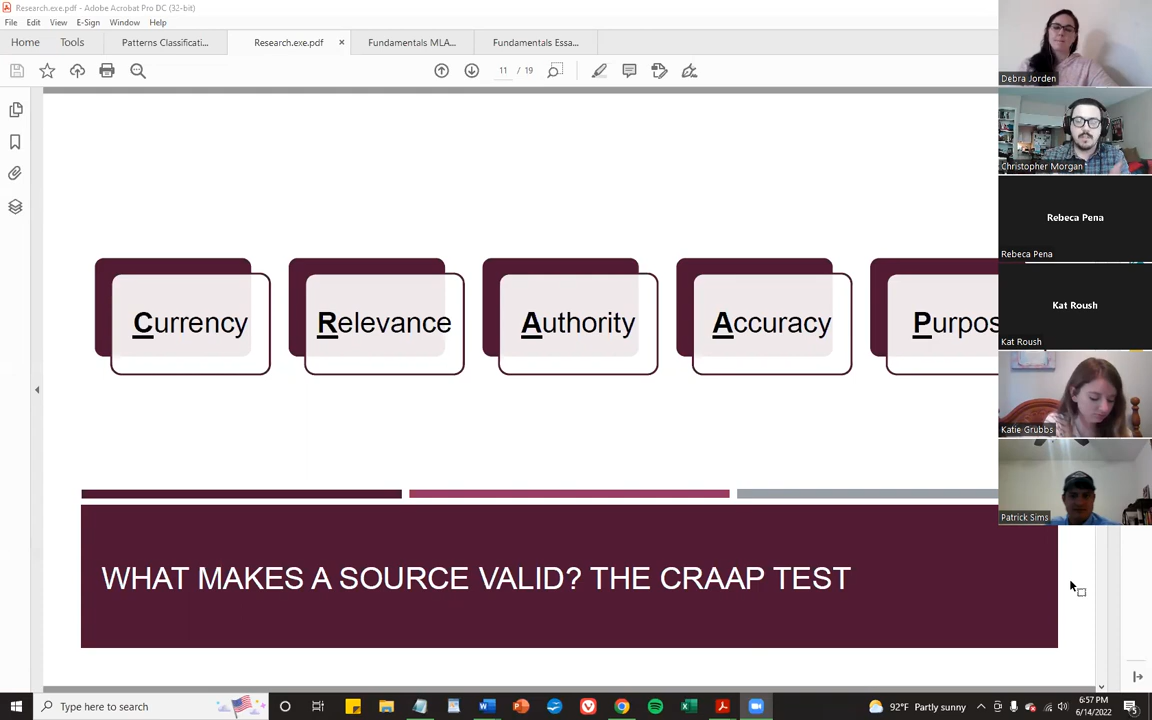 Research.exe.pdf - Adobe Acrobat Pro DC (32-bit)
File Edit View E-Sign Window Help
Home Tools Patterns Classificati... Research.exe.pdf × Fundamentals MLA... Fundamentals Essa...
11 / 19
Debra Jorden
Christopher Morgan
Rebeca Pena
Rebeca Pena
Kat Roush
Kat Roush
Katie Grubbs
Patrick Sims
Currency
Relevance
Authority
Accuracy
Purpos
WHAT MAKES A SOURCE VALID? THE CRAAP TEST
Type here to search
92°F Partly sunny
6:57 PM
6/14/2022
5